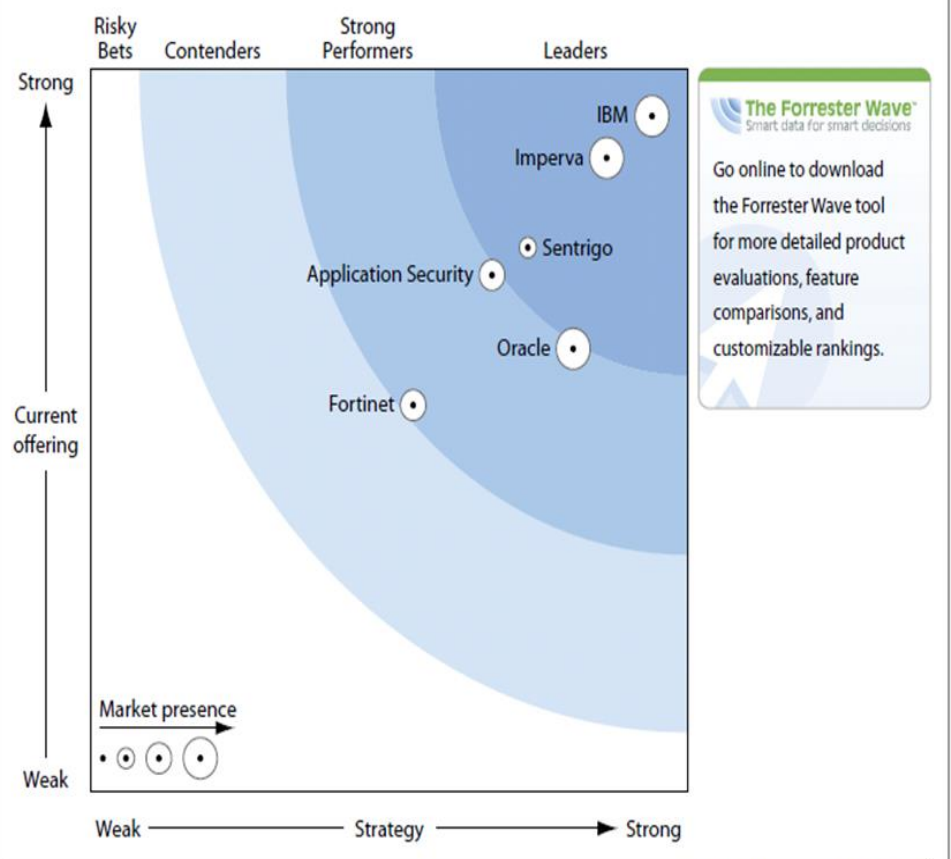 Risky
Bets
Contenders
Strong
Performers
Leaders
Strong
IBM
Imperva
Sentrigo
Application Security
Oracle
Fortinet
Current
offering
Market presence
Weak
Weak
Strategy
Strong
The Forrester Wave™
Smart data for smart decisions
Go online to download
the Forrester Wave tool
for more detailed product
evaluations, feature
comparisons, and
customizable rankings.